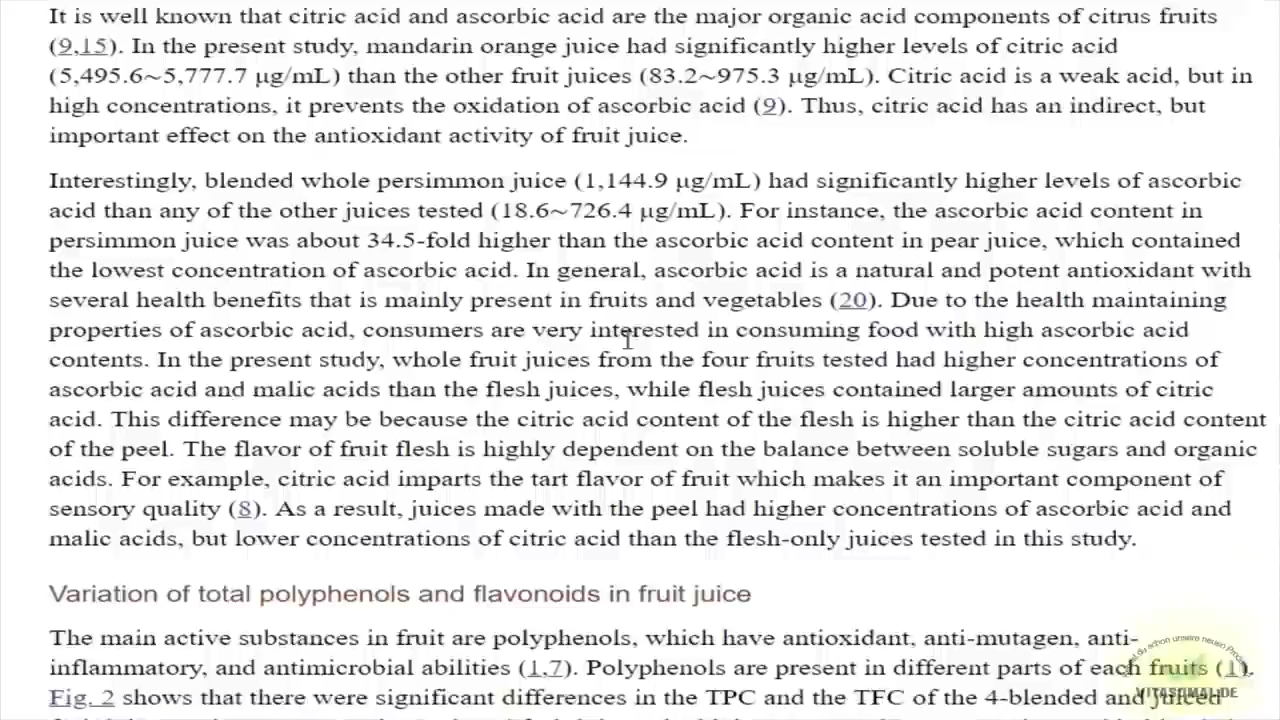 It is well known that citric acid and ascorbic acid are the major organic acid components of citrus fruits
(9,15). In the present study, mandarin orange juice had significantly higher levels of citric acid
(5,495.6~5,777.7 μg/mL) than the other fruit juices (83.2~975.3 μg/mL). Citric acid is a weak acid, but in
high concentrations, it prevents the oxidation of ascorbic acid (9). Thus, citric acid has an indirect, but
important effect on the antioxidant activity of fruit juice.
Interestingly, blended whole persimmon juice (1,144.9 μg/mL) had significantly higher levels of ascorbic
acid than any of the other juices tested (18.6~726.4 μg/mL). For instance, the ascorbic acid content in
persimmon juice was about 34.5-fold higher than the ascorbic acid content in pear juice, which contained
the lowest concentration of ascorbic acid. In general, ascorbic acid is a natural and potent antioxidant with
several health benefits that is mainly present in fruits and vegetables (20). Due to the health maintaining
properties of ascorbic acid, consumers are very interested in consuming food with high ascorbic acid
contents. In the present study, whole fruit juices from the four fruits tested had higher concentrations of
ascorbic acid and malic acids than the flesh juices, while flesh juices contained larger amounts of citric
acid. This difference may be because the citric acid content of the flesh is higher than the citric acid content
of the peel. The flavor of fruit flesh is highly dependent on the balance between soluble sugars and organic
acids. For example, citric acid imparts the tart flavor of fruit which makes it an important component of
sensory quality (8). As a result, juices made with the peel had higher concentrations of ascorbic acid and
malic acids, but lower concentrations of citric acid than the flesh-only juices tested in this study.
Variation of total polyphenols and flavonoids in fruit juice
The main active substances in fruit are polyphenols, which have antioxidant, anti-mutagen, anti-
inflammatory, and antimicrobial abilities (1,7). Polyphenols are present in different parts of each fruits (1).
Fig. 2 shows that there were significant differences in the TPC and the TFC of the 4-blended and juiced
du schon unsere neuen
VITASOMAL.DE